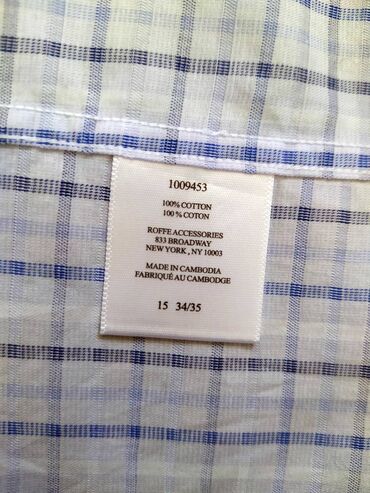 1009453
100% COTTON
100 % COTON
ROFFE ACCESSORIES
833 BROADWAY
NEW YORK , NY 10003
MADE IN CAMBODIA
FABRIQUÉ AU CAMBODGE
15 34/35